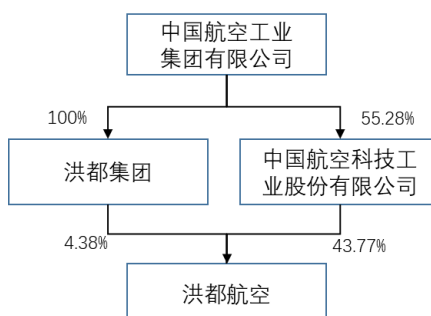 中国航空工业
集团有限公司
100%
55.28%
洪都集团
中国航空科技工
业股份有限公司
4.38%
43.77%
洪都航空